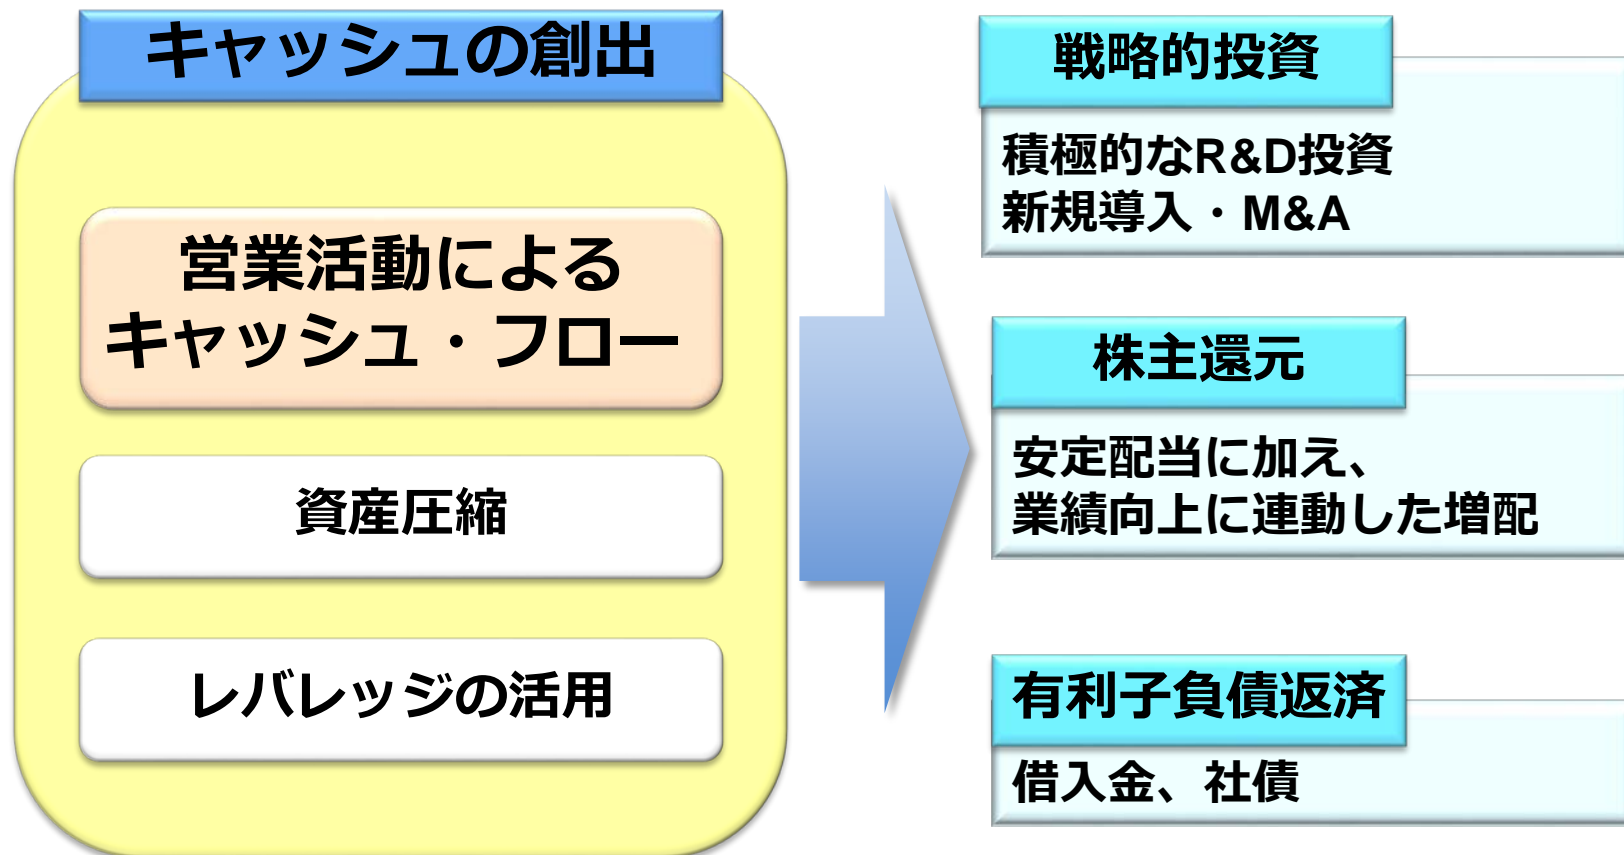 キャッシュの創出
営業活動による
キャッシュ・フロー
資産圧縮
レバレッジの活用
戦略的投資
積極的なR&D投資
新規導入・M&A
株主還元
安定配当に加え、
業績向上に連動した増配
有利子負債返済
借入金、社債